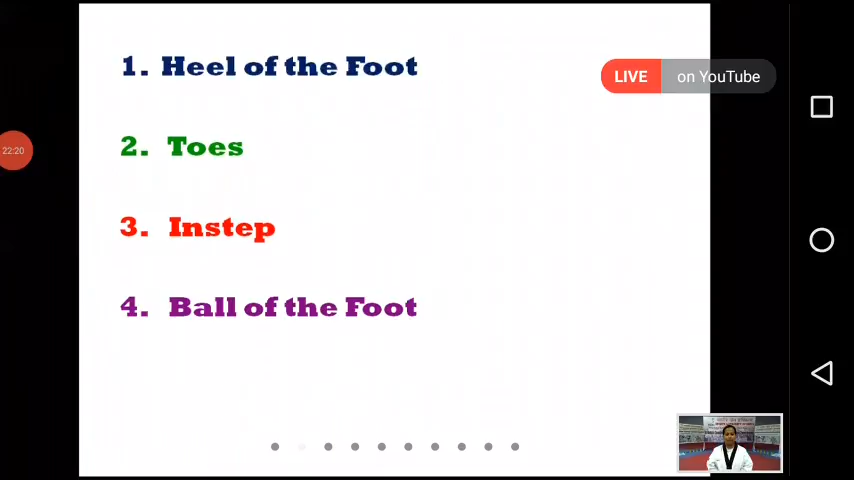 1. Heel of the Foot
LIVE on YouTube
22:20
2. Toes
3. Instep
4. Ball of the Foot